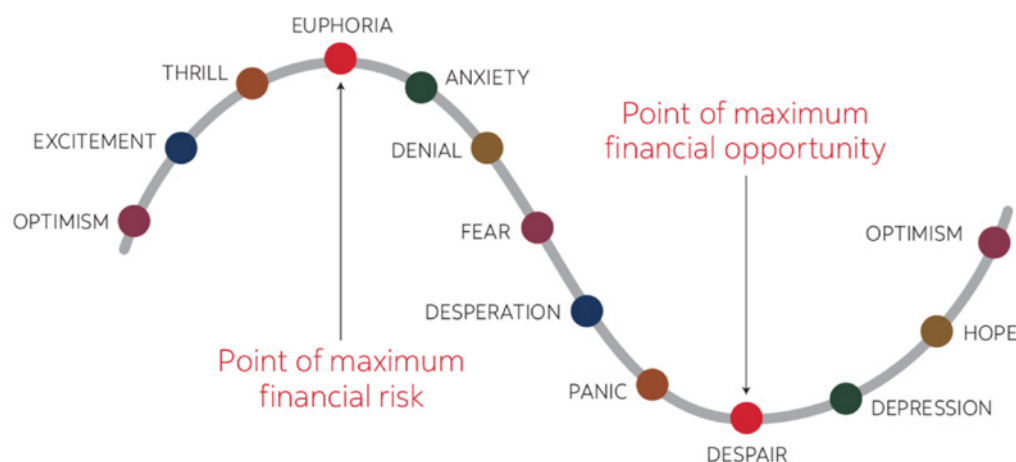 EUPHORIA
THRILL
ANXIETY
EXCITEMENT
DENIAL
OPTIMISM
FEAR
DESPERATION
PANIC
DESPAIR
DEPRESSION
HOPE
OPTIMISM
Point of maximum
financial risk
Point of maximum
financial opportunity